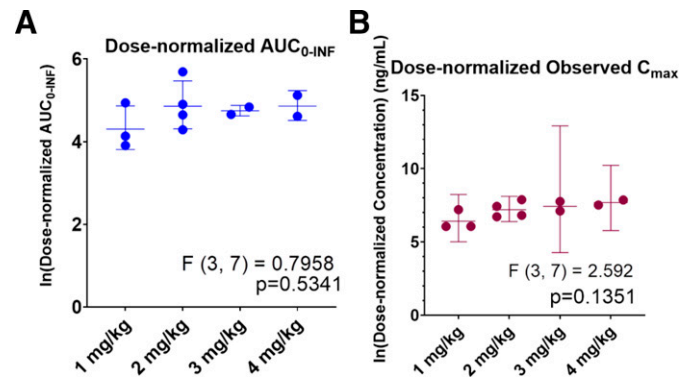 A
Dose-normalized AUC0-INF
ln(Dose-normalized AUC0-INF)
6
4
2
0
F (3, 7) = 0.7958
p=0.5341
1 mg/kg
2 mg/kg
3 mg/kg
4 mg/kg
B
Dose-normalized Observed Cmax
ln(Dose-normalized Concentration) (ng/mL)
15
10
5
0
F (3, 7) = 2.592
p=0.1351
1 mg/kg
2 mg/kg
3 mg/kg
4 mg/kg